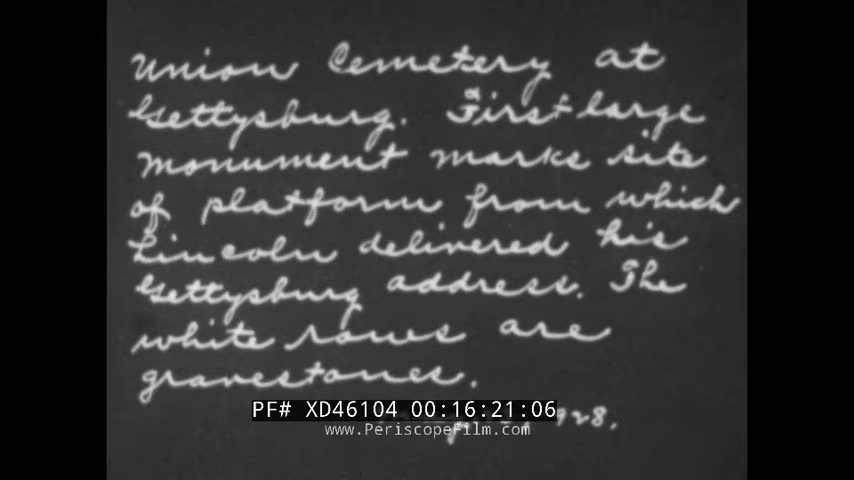 Union Cemetery at
Gettysburg. First large
monument marks site
of platform from which
Lincoln delivered his
Gettysburg address. The
white rows are
gravestones.
PF# XD46104 00:16:21:06
1928.
www.PeriscopeFilm.com